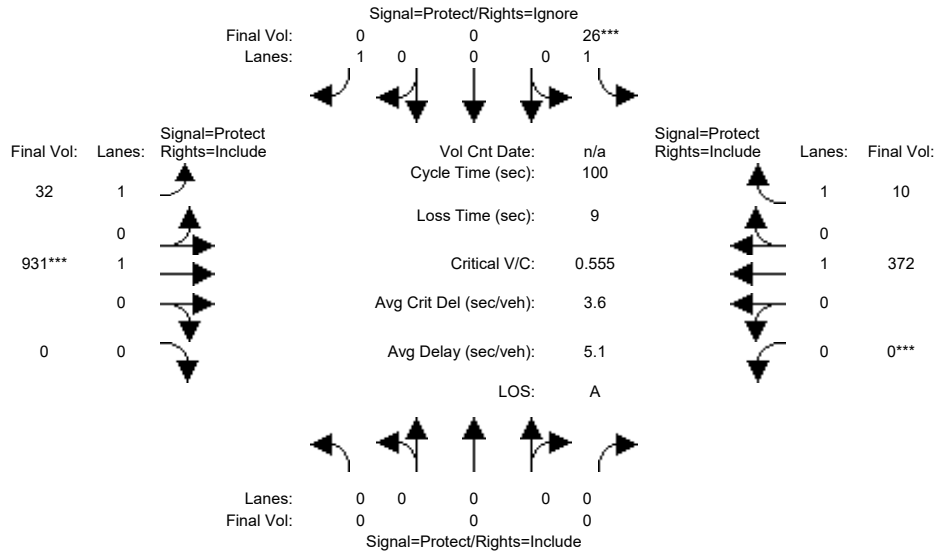 Signal=Protect/Rights=Ignore
Final Vol: 0 0 26***
Lanes: 1 0 0 0 1
Signal=Protect
Final Vol: Lanes: Rights=Include
Vol Cnt Date: n/a
Signal=Protect
Rights=Include Lanes: Final Vol:
Cycle Time (sec): 100
32 1
1 10
Loss Time (sec): 9
0
0
931*** 1
Critical V/C: 0.555
1 372
0
Avg Crit Del (sec/veh): 3.6
0
0 0
Avg Delay (sec/veh): 5.1
0 0***
LOS: A
Lanes: 0 0 0 0 0
Final Vol: 0 0 0
Signal=Protect/Rights=Include